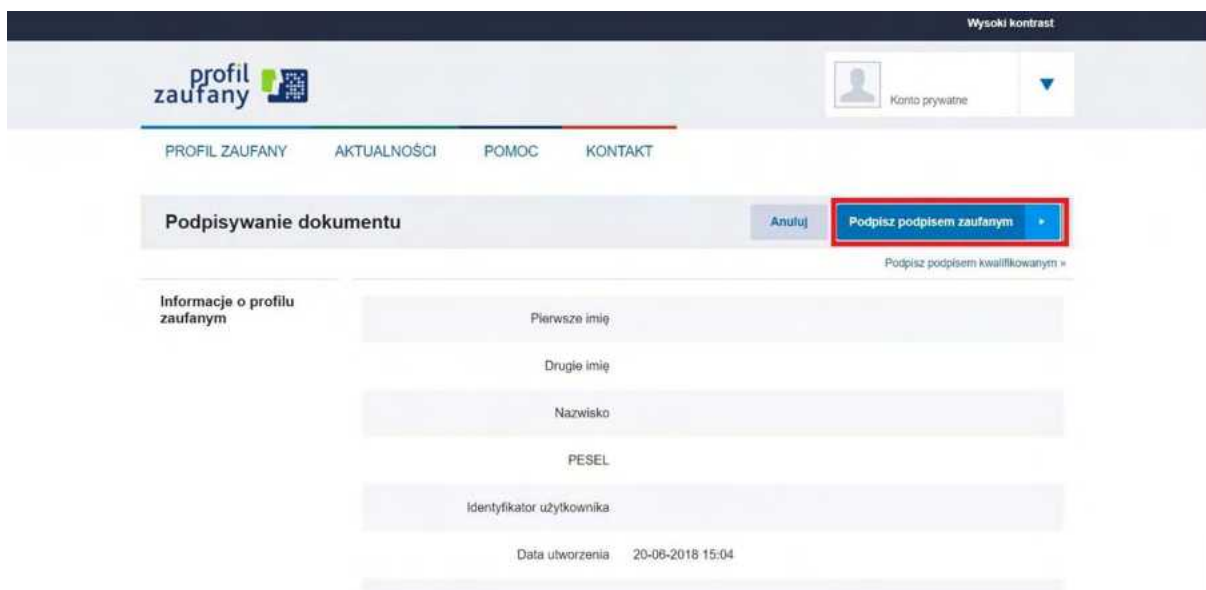 Wysoki kontrast
profil
zaufany
Konto prywatne
PROFIL ZAUFANY AKTUALNOŚCI POMOC KONTAKT
Podpisywanie dokumentu
Anuluj
Podpisz podpisem zaufanym
Podpisz podpisem kwalifikowanym »
Informacje o profilu
zaufanym
Pierwsze imię
Drugie imię
Nazwisko
PESEL
Identyfikator użytkownika
Data utworzenia 20-06-2018 15:04